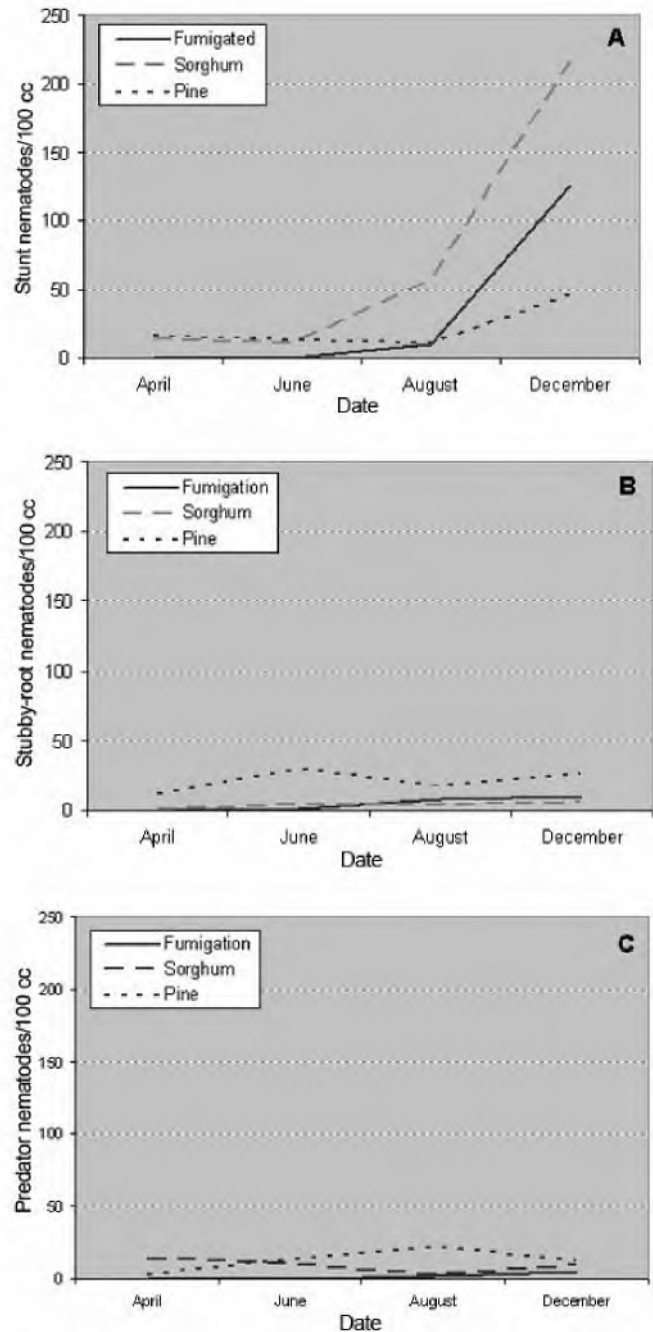 A
Fumigated
Sorghum
Pine
Stunt nematodes/100 cc
250
200
150
100
50
0
April June August December
Date
B
Fumigation
Sorghum
Pine
Stubby-root nematodes/100 cc
250
200
150
100
50
0
April June August December
Date
C
Fumigation
Sorghum
Pine
Predator nematodes/100 cc
250
200
150
100
50
0
April June August December
Date